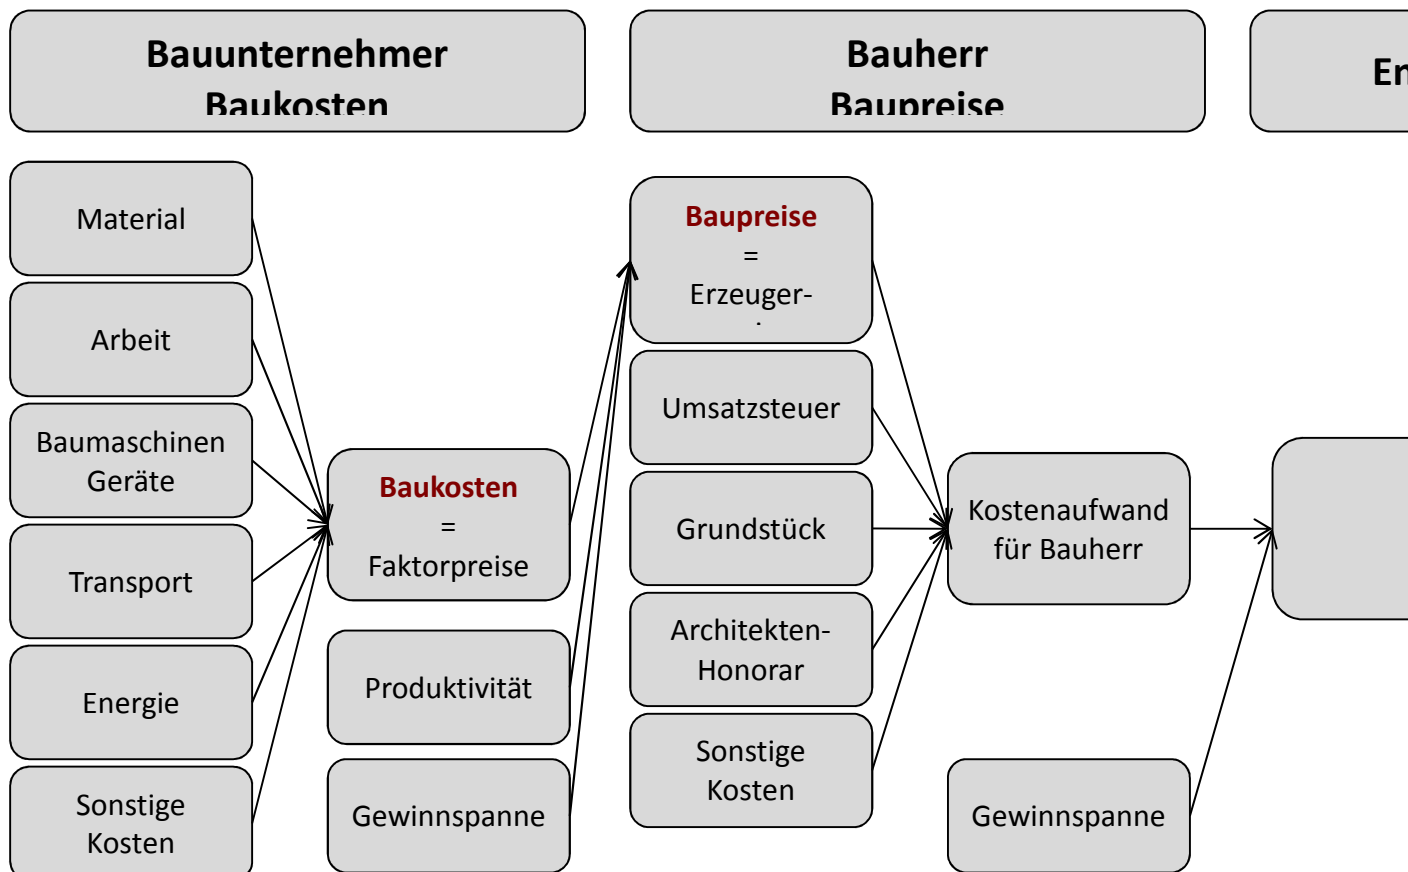 Bauunternehmer
Baukosten
Bauherr
Baupreise
En
Material
Arbeit
Baumaschinen
Geräte
Transport
Energie
Sonstige
Kosten
Baukosten
=
Faktorpreise
Produktivität
Gewinnspanne
Baupreise
=
Erzeuger-
Umsatzsteuer
Grundstück
Architekten-
Honorar
Sonstige
Kosten
Kostenaufwand
für Bauherr
Gewinnspanne